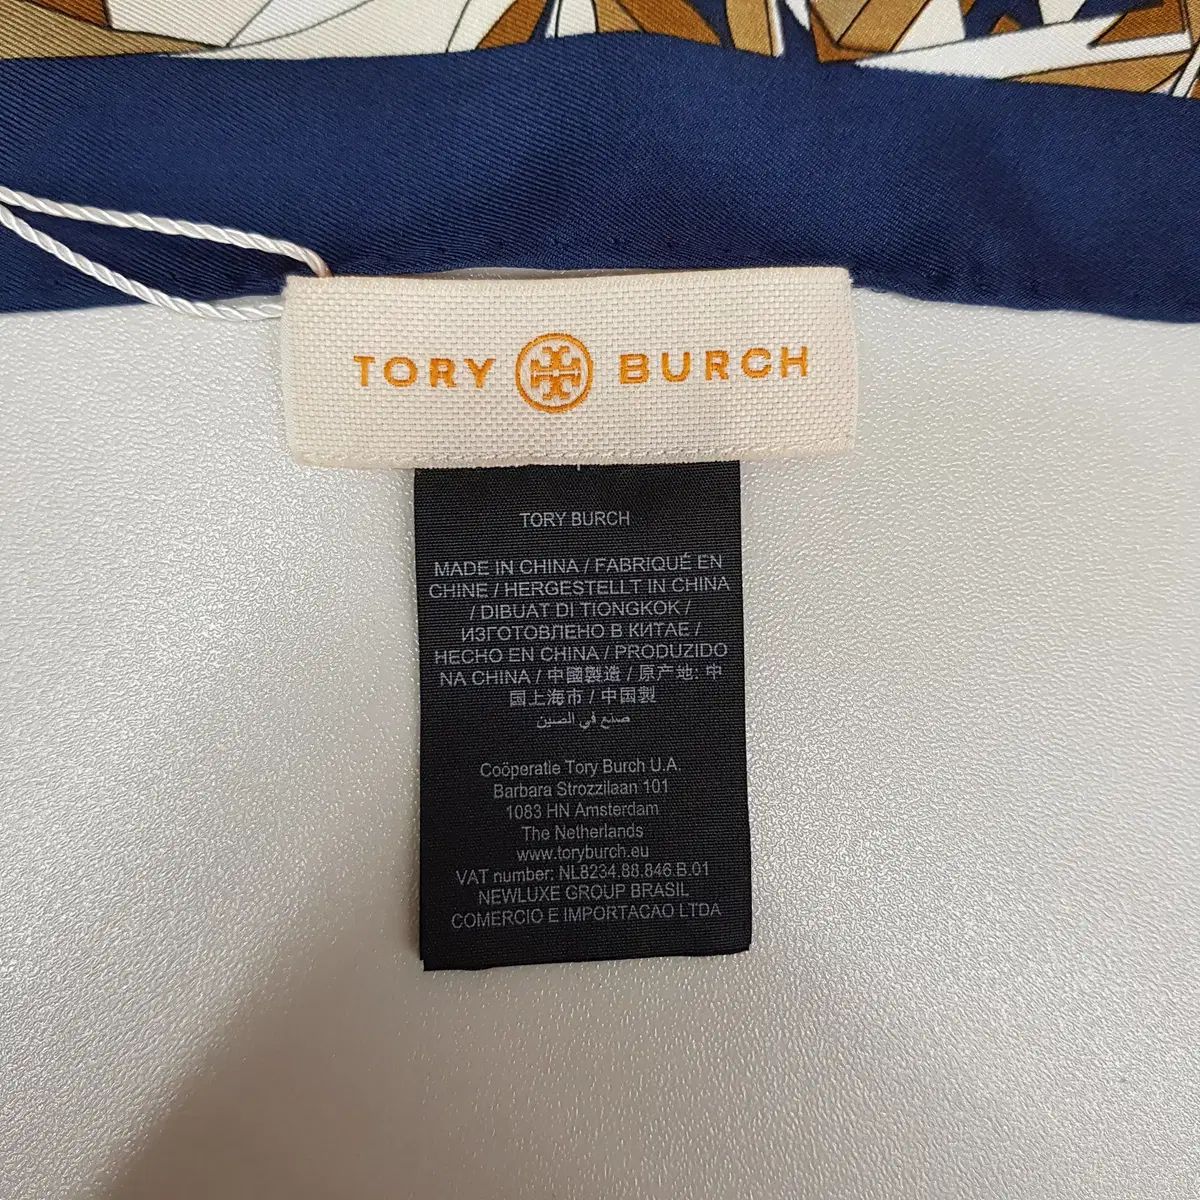 TORY BURCH
TORY BURCH
MADE IN CHINA / FABRIQUÉ EN
CHINE / HERGESTELLT IN CHINA
/ DIBUAT DI TIONGKOK /
ИЗГОТОВЛЕНО В КИТАЕ /
HECHO EN CHINA / PRODUZIDO
NA CHINA / 中國製造 / 原产地: 中
国上海市 / 中国製
صنع في الصين
Coöperatie Tory Burch U.A.
Barbara Strozzilaan 101
1083 HN Amsterdam
The Netherlands
www.toryburch.eu
VAT number: NL8234.88.846.B.01
NEWLUXE GROUP BRASIL
COMERCIO E IMPORTACAO LTDA